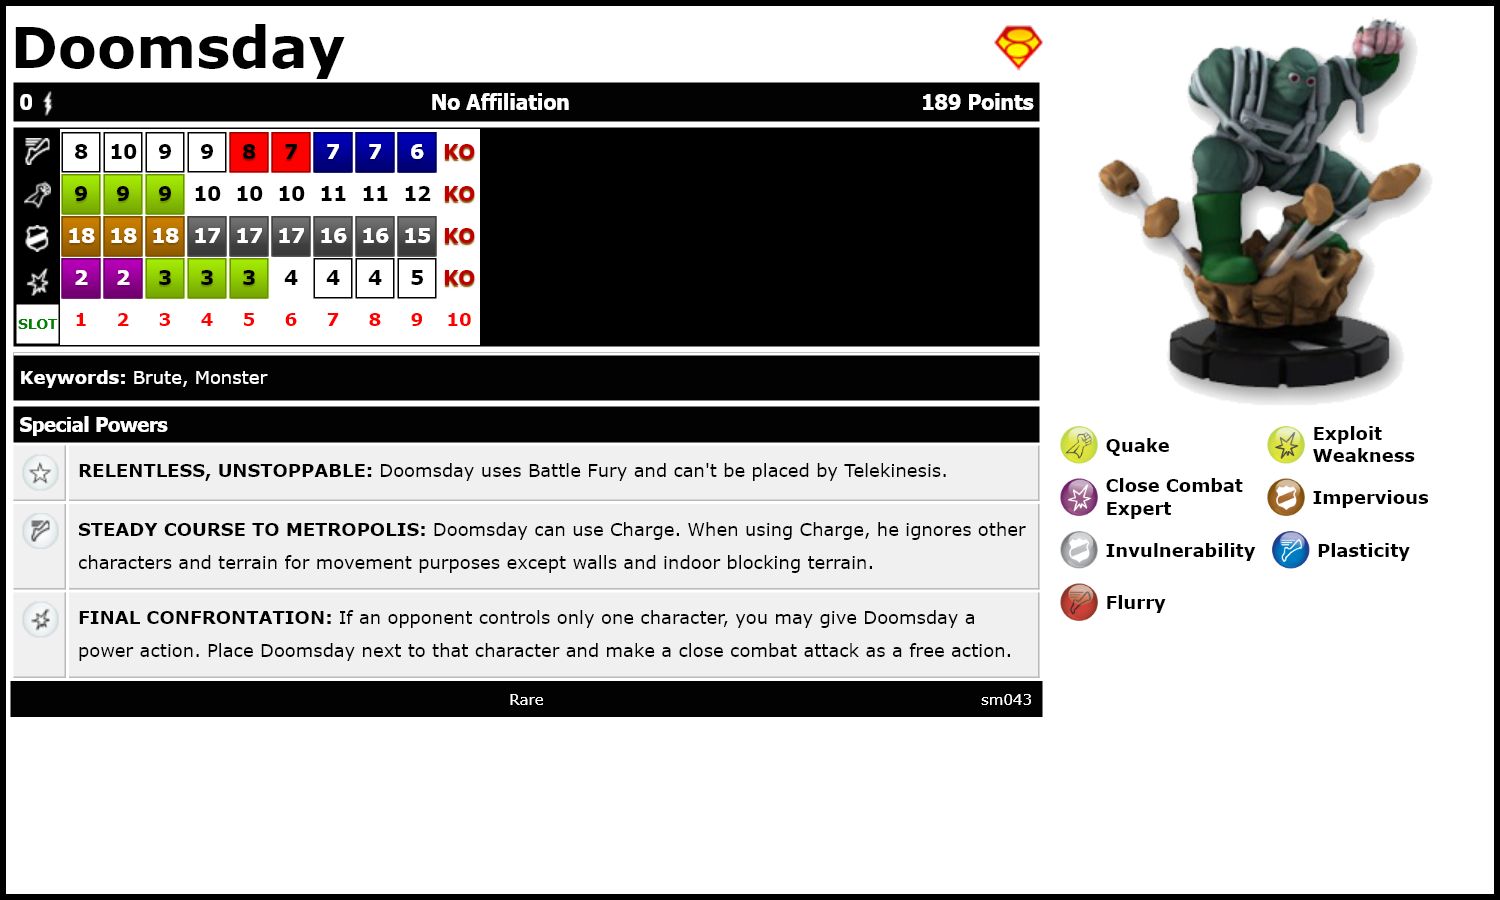 Doomsday
0 No Affiliation 189 Points
8 10 9 9 8 7 7 7 6 KO
9 9 9 10 10 10 11 11 12 KO
18 18 18 17 17 17 16 16 15 KO
2 2 3 3 3 4 4 4 5 KO
SLOT 1 2 3 4 5 6 7 8 9 10
Keywords: Brute, Monster
Special Powers
RELENTLESS, UNSTOPPABLE: Doomsday uses Battle Fury and can't be placed by Telekinesis.
STEADY COURSE TO METROPOLIS: Doomsday can use Charge. When using Charge, he ignores other
characters and terrain for movement purposes except walls and indoor blocking terrain.
FINAL CONFRONTATION: If an opponent controls only one character, you may give Doomsday a
power action. Place Doomsday next to that character and make a close combat attack as a free action.
Rare sm043
Quake
Exploit
Weakness
Close Combat
Expert
Impervious
Invulnerability
Plasticity
Flurry